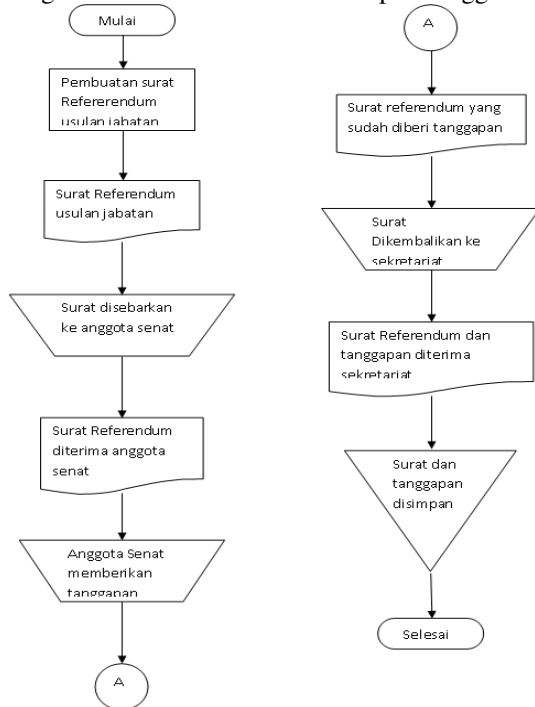 Mulai
Pembuatan surat
Refererendum
usulan jabatan
Surat Referendum
usulan jabatan
Surat disebarkan
ke anggota senat
Surat Referendum
diterima anggota
senat
Anggota Senat
memberikan
tanggapan
A
A
Surat referendum yang
sudah diberi tanggapan
Surat
Dikembalikan ke
sekretariat
Surat Referendum dan
tanggapan diterima
sekretariat
Surat dan
tanggapan
disimpan
Selesai